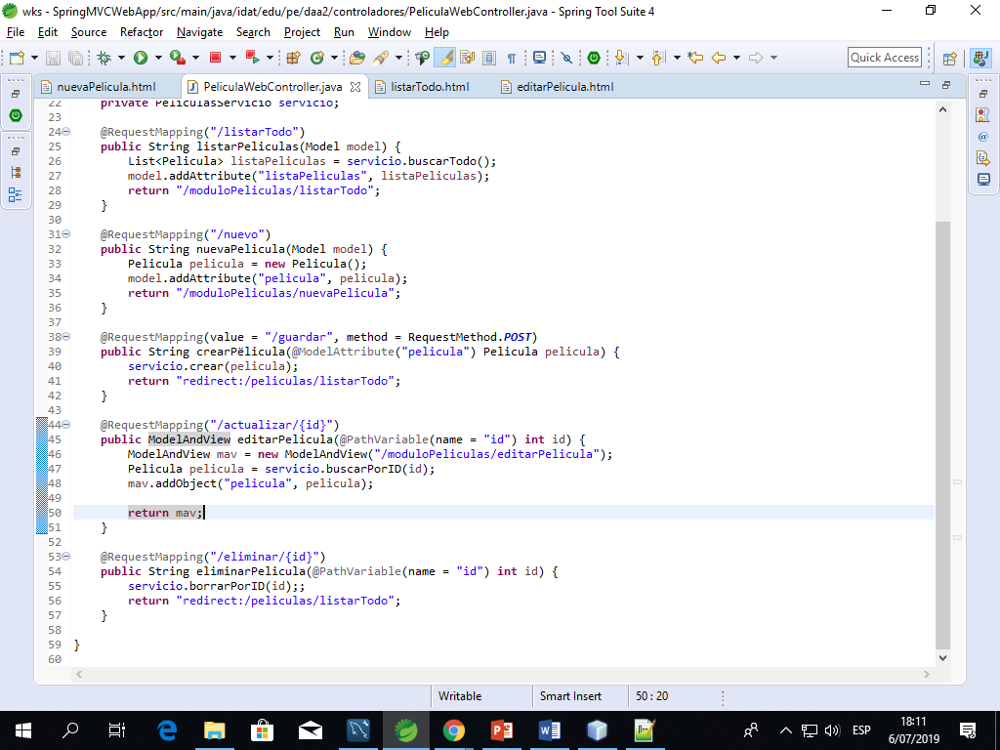 wks - SpringMVCWebApp/src/main/java/idat/edu/pe/daa2/controladores/PeliculaWebController.java - Spring Tool Suite 4
File Edit Source Refactor Navigate Search Project Run Window Help
Quick Access
nuevaPelicula.html PeliculaWebController.java listarTodo.html editarPelicula.html
22 private PeliculasServicio servicio;
23
24 @RequestMapping("/listarTodo")
25 public String listarPeliculas(Model model) {
26 List<Pelicula> listaPeliculas = servicio.buscarTodo();
27 model.addAttribute("listaPeliculas", listaPeliculas);
28 return "/moduloPeliculas/listarTodo";
29 }
30
31 @RequestMapping("/nuevo")
32 public String nuevaPelicula(Model model) {
33 Pelicula pelicula = new Pelicula();
34 model.addAttribute("pelicula", pelicula);
35 return "/moduloPeliculas/nuevaPelicula";
36 }
37
38 @RequestMapping(value = "/guardar", method = RequestMethod.POST)
39 public String crearPëlicula(@ModelAttribute("pelicula") Pelicula pelicula) {
40 servicio.crear(pelicula);
41 return "redirect:/peliculas/listarTodo";
42 }
43
44 @RequestMapping("/actualizar/{id}")
45 public ModelAndView editarPelicula(@PathVariable(name = "id") int id) {
46 ModelAndView mav = new ModelAndView("/moduloPeliculas/editarPelicula");
47 Pelicula pelicula = servicio.buscarPorID(id);
48 mav.addObject("pelicula", pelicula);
49
50 return mav;
51 }
52
53 @RequestMapping("/eliminar/{id}")
54 public String eliminarPelicula(@PathVariable(name = "id") int id) {
55 servicio.borrarPorID(id);;
56 return "redirect:/peliculas/listarTodo";
57 }
58
59 }
60
Writable Smart Insert 50 : 20
ESP 18:11
6/07/2019